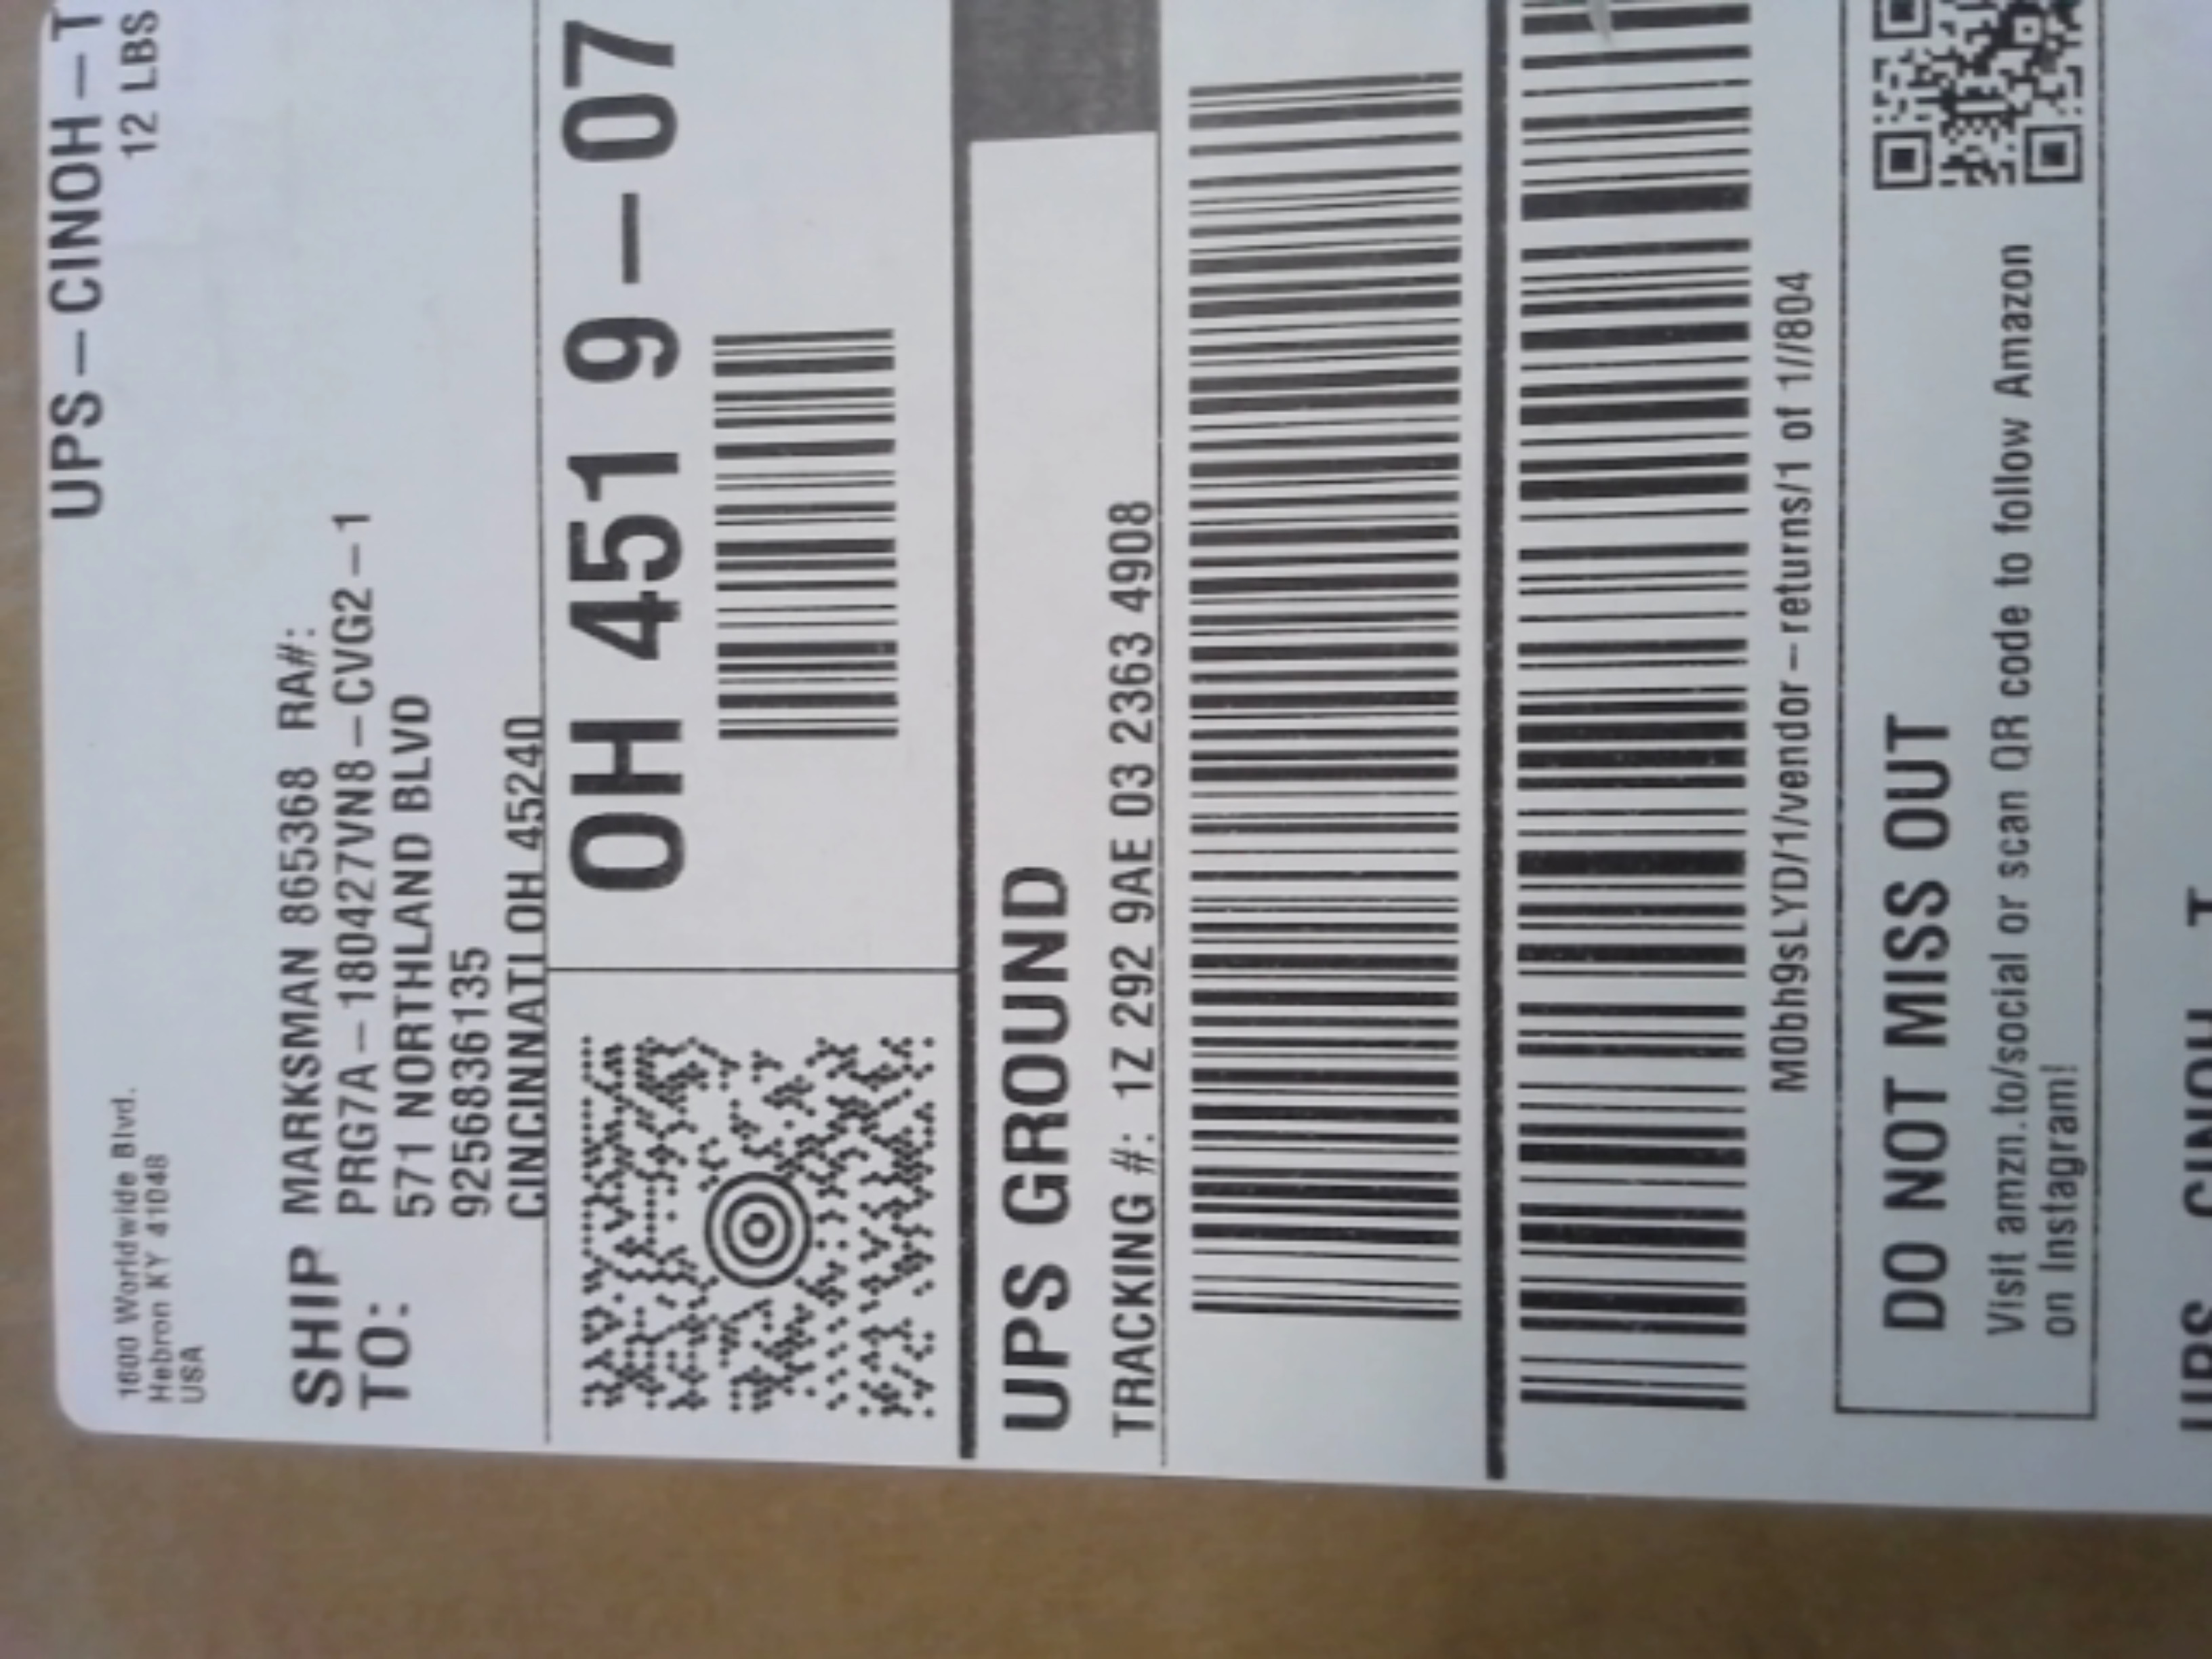 UPS-CINOH-T
12 LBS
1600 Worldwide Blvd.
Hebron KY 41048
USA
SHIP TO:
MARKSMAN 865368 RA#:
PRG7A-180427VN8-CVG2-1
571 NORTHLAND BLVD
9256836135
CINCINNATI OH 45240
OH 451 9-07
UPS GROUND
TRACKING #: 1Z 292 9AE 03 2363 4908
M0bh9sLYD/1/vendor-returns/1 of 1//804
DO NOT MISS OUT
Visit amzn.to/social or scan QR code to follow Amazon
on Instagram!
UPS-CINOH-T